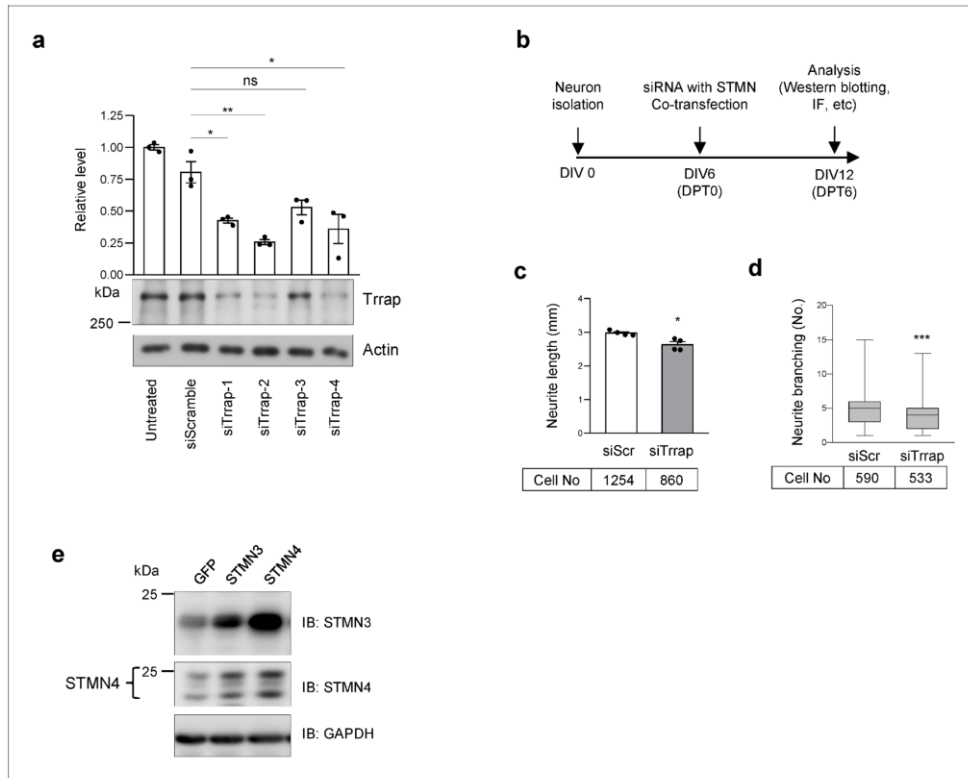 a
*
ns
**
*
Relative level
1.00
0.75
0.50
0.25
0.00
kDa
250
Trrap
Actin
Untreated
siScramble
siTrrap-1
siTrrap-2
siTrrap-3
siTrrap-4
b
Neuron
isolation
siRNA with STMN
Co-transfection
Analysis
(Western blotting,
IF, etc)
DIV 0
DIV6
(DPT0)
DIV12
(DPT6)
c
Neurite length (mm)
4
3
2
1
0
*
siScr siTrrap
Cell No 1254 860
d
Neurite branching (No.)
20
15
10
5
0
***
siScr siTrrap
Cell No 590 533
e
kDa
GFP
STMN3
STMN4
25
IB: STMN3
STMN4
25
IB: STMN4
IB: GAPDH